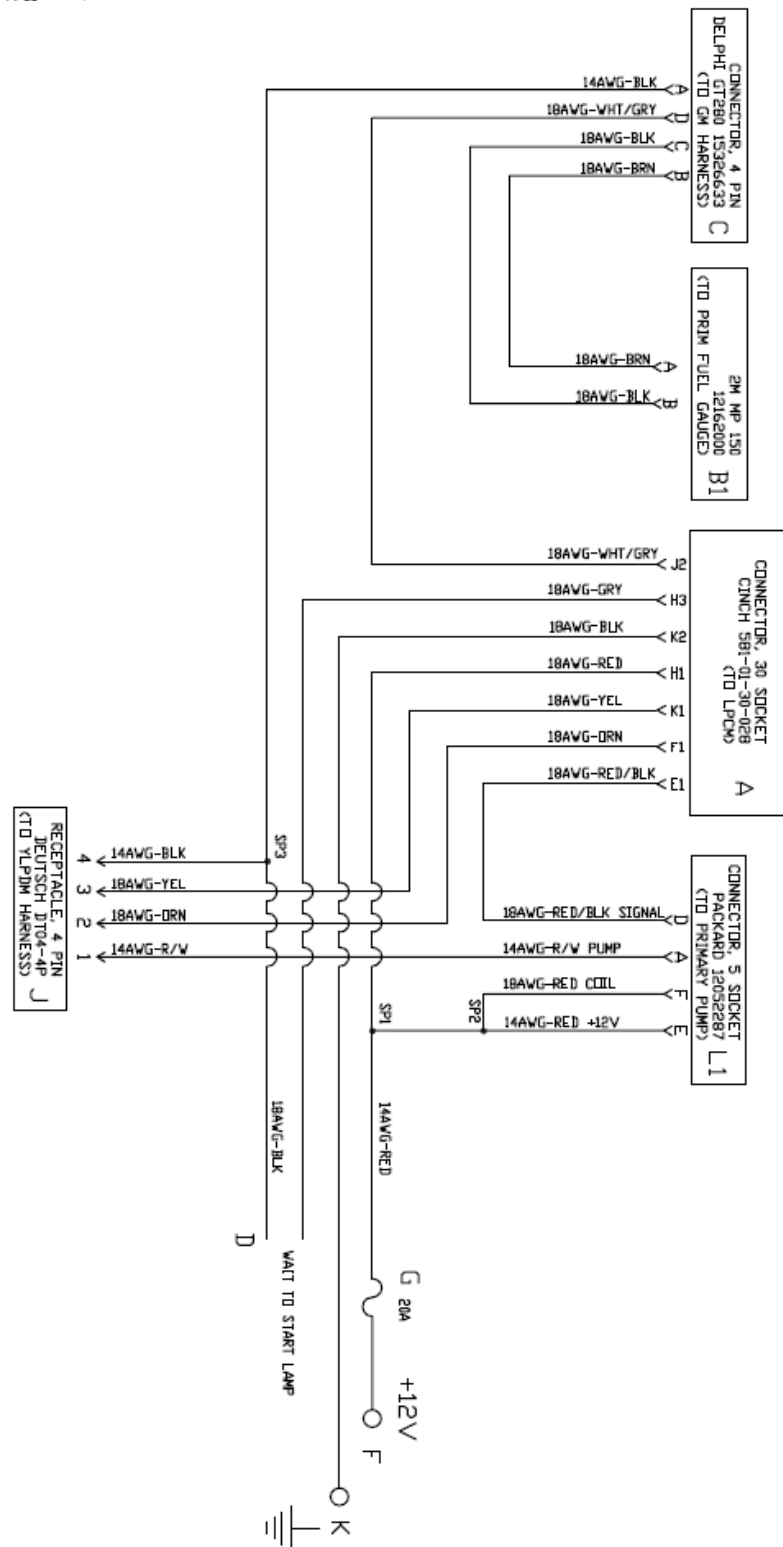 CONNECTOR, 4 PIN
DELPHI GT280 15326633
(TO GM HARNESS)
C
14AWG-BLK
A
18AWG-WHT/GRY
D
18AWG-BLK
C
18AWG-BRN
B
2M MP 150
12162000
(TO PRIM FUEL GAUGE)
B1
18AWG-BRN
A
18AWG-BLK
B
CONNECTOR, 30 SOCKET
CINCH 581-01-30-028
(TO LPCM)
A
18AWG-WHT/GRY
J2
18AWG-GRY
H3
18AWG-BLK
K2
18AWG-RED
H1
18AWG-YEL
K1
18AWG-ORN
F1
18AWG-RED/BLK
E1
CONNECTOR, 5 SOCKET
PACKARD 12052287
(TO PRIMARY PUMP)
L1
18AWG-RED/BLK SIGNAL
D
14AWG-R/W PUMP
A
18AWG-RED COIL
F
14AWG-RED +12V
E
RECEPTACLE, 4 PIN
DEUTSCH DT04-4P
(TO YLPDM HARNESS)
J
4
14AWG-BLK
3
18AWG-YEL
2
18AWG-ORN
1
14AWG-R/W
SP3
SP1
SP2
18AWG-BLK
14AWG-RED
D
WAIT TO START LAMP
G
20A
+12V
F
K